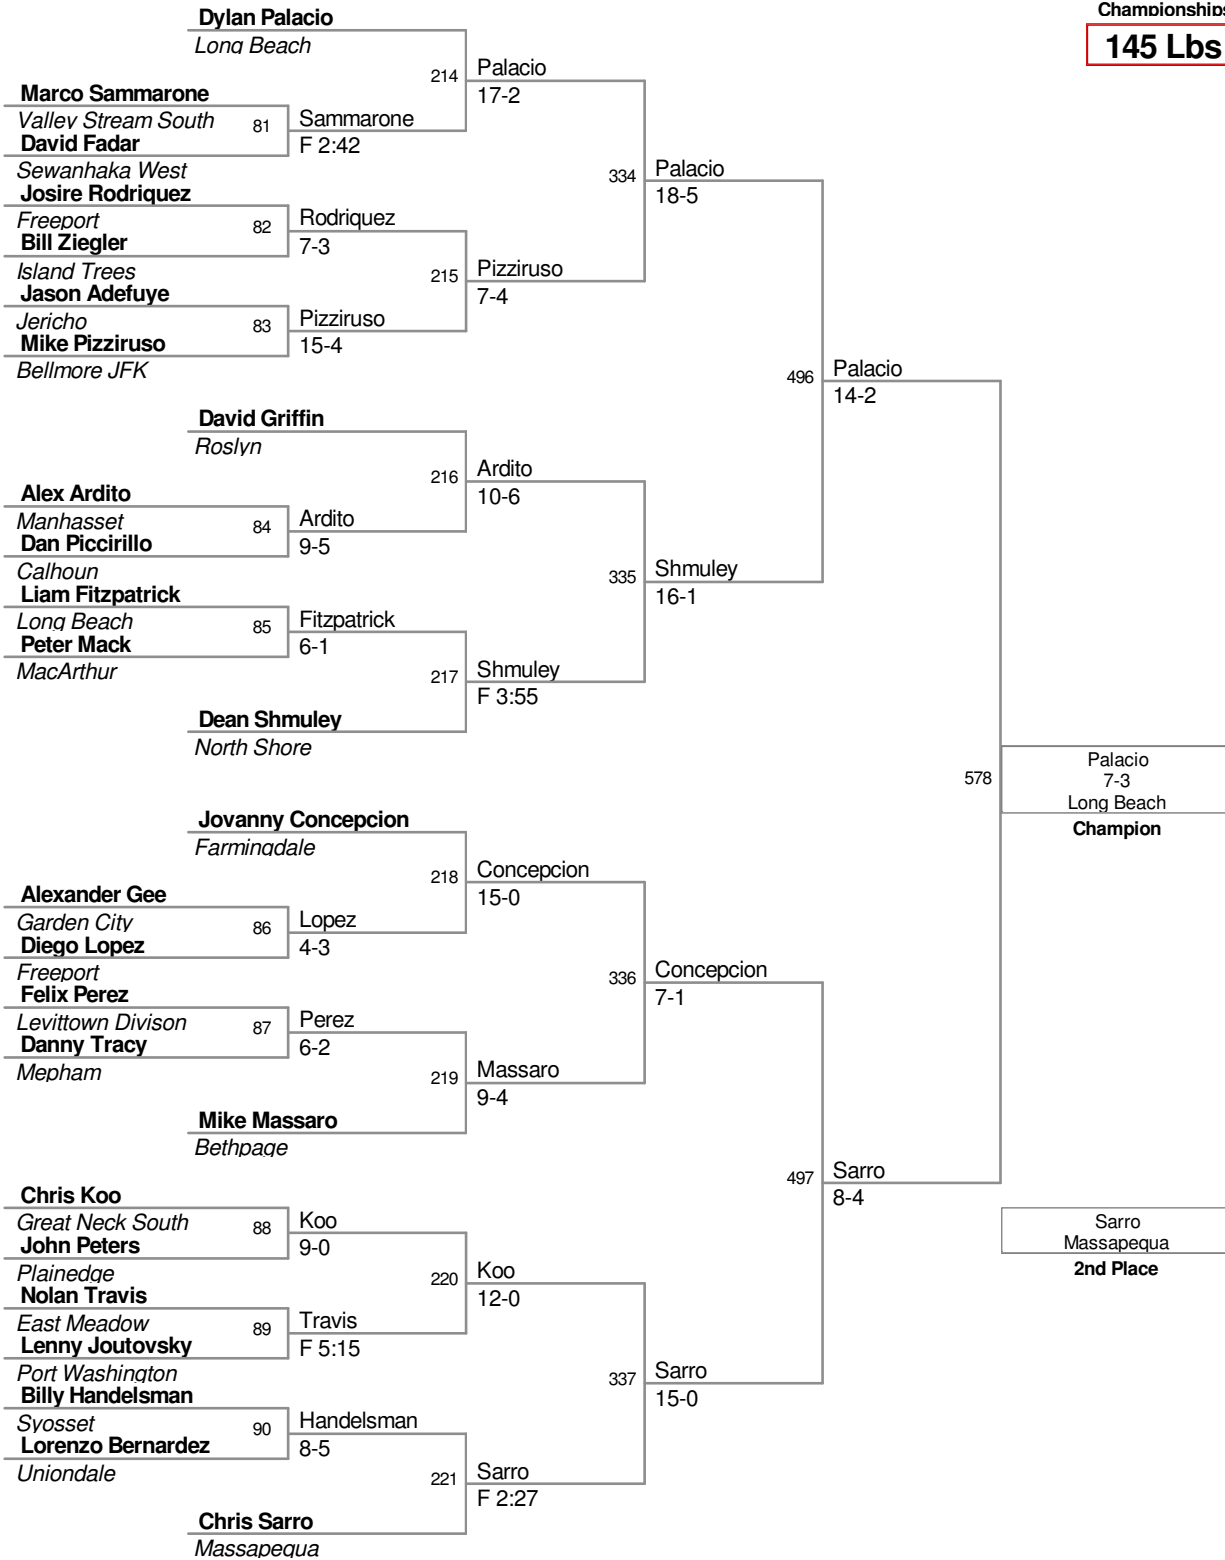 Championships
145 Lbs
Dylan Palacio
Long Beach
214
Palacio
17-2
Marco Sammarone
Valley Stream South
81
Sammarone
David Fadar
F 2:42
Sewanhaka West
334
Palacio
18-5
Josire Rodriquez
Freeport
82
Rodriquez
Bill Ziegler
7-3
Island Trees
215
Pizziruso
7-4
Jason Adefuye
Jericho
83
Pizziruso
Mike Pizziruso
15-4
Bellmore JFK
496
Palacio
14-2
David Griffin
Roslyn
216
Ardito
10-6
Alex Ardito
Manhasset
84
Ardito
Dan Piccirillo
9-5
Calhoun
335
Shmuley
16-1
Liam Fitzpatrick
Long Beach
85
Fitzpatrick
Peter Mack
6-1
MacArthur
217
Shmuley
F 3:55
Dean Shmuley
North Shore
578
Palacio
7-3
Long Beach
Champion
Jovanny Concepcion
Farmingdale
218
Concepcion
15-0
Alexander Gee
Garden City
86
Lopez
Diego Lopez
4-3
Freeport
336
Concepcion
7-1
Felix Perez
Levittown Divison
87
Perez
Danny Tracy
6-2
Mepham
219
Massaro
9-4
Mike Massaro
Bethpage
497
Sarro
8-4
Chris Koo
Great Neck South
88
Koo
John Peters
9-0
Plainedge
220
Koo
12-0
Sarro
Massapequa
2nd Place
Nolan Travis
East Meadow
89
Travis
Lenny Joutovsky
F 5:15
Port Washington
337
Sarro
15-0
Billy Handelsman
Syosset
90
Handelsman
Lorenzo Bernardez
8-5
Uniondale
221
Sarro
F 2:27
Chris Sarro
Massapequa